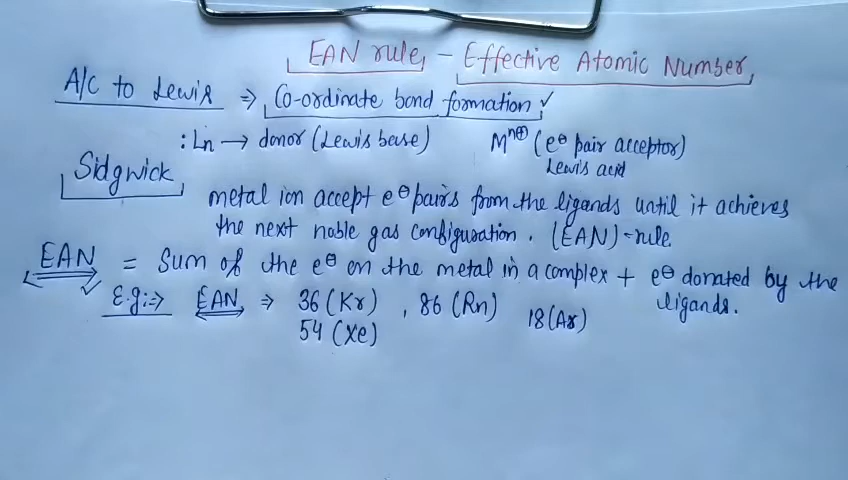 EAN rule, - Effective Atomic Number,
A/C to Lewis ⇒ Co-ordinate bond formation ✓
:Ln → donor (Lewis base) Mn⊕ (e⊖ pair acceptor)
Lewis acid
Sidgwick
metal ion accept e⊖ pairs from the ligands until it achieves
the next noble gas configuration. (EAN)-rule
EAN = Sum of the e⊖ on the metal in a complex + e⊖ donated by the
ligands.
E.g:⇒ EAN ⇒ 36 (Kr) , 86 (Rn) 18 (Ar)
54 (Xe)